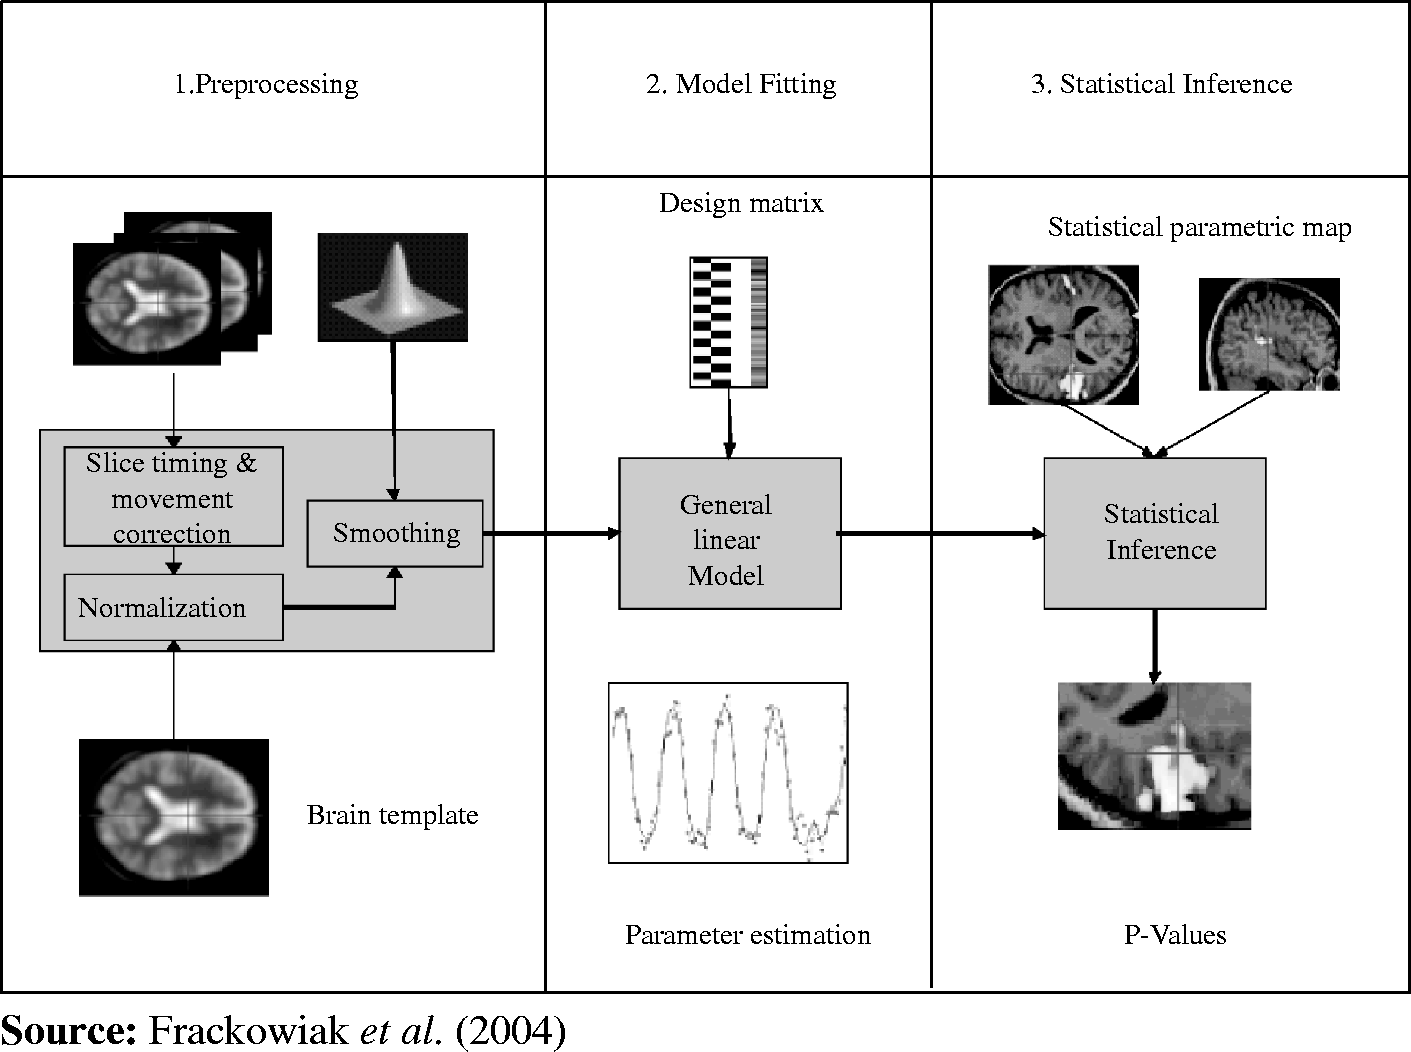 1.Preprocessing
2. Model Fitting
3. Statistical Inference
Design matrix
Statistical parametric map
Slice timing &
movement
correction
Smoothing
Normalization
General
linear
Model
Statistical
Inference
Brain template
Parameter estimation
P-Values
Source: Frackowiak et al. (2004)